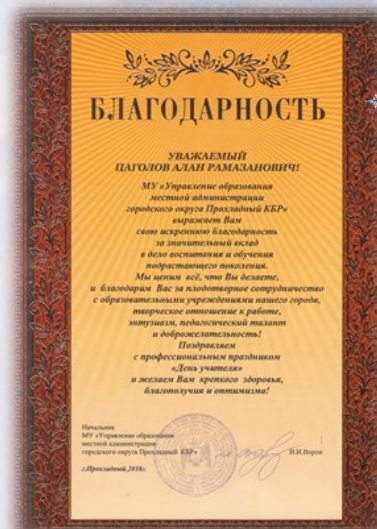 БЛАГОДАРНОСТЬ
УВАЖАЕМЫЙ
ЦАГОЛОВ АЛАН РАМАЗАНОВИЧ!
МУ «Управление образования
местной администрации
городского округа Прохладный КБР»
выражает Вам
свою искреннюю благодарность
за значительный вклад
в дело воспитания и обучения
подрастающего поколения.
Мы ценим всё, что Вы делаете,
и благодарим Вас за плодотворное сотрудничество
с образовательными учреждениями нашего города,
творческое отношение к работе,
энтузиазм, педагогический талант
и доброжелательность!
Поздравляем
с профессиональным праздником
«День учителя»
и желаем Вам крепкого здоровья,
благополучия и оптимизма!
Начальник
МУ «Управление образования
местной администрации
городского округа Прохладный КБР» И.И.Ворон
г.Прохладный, 2018г.